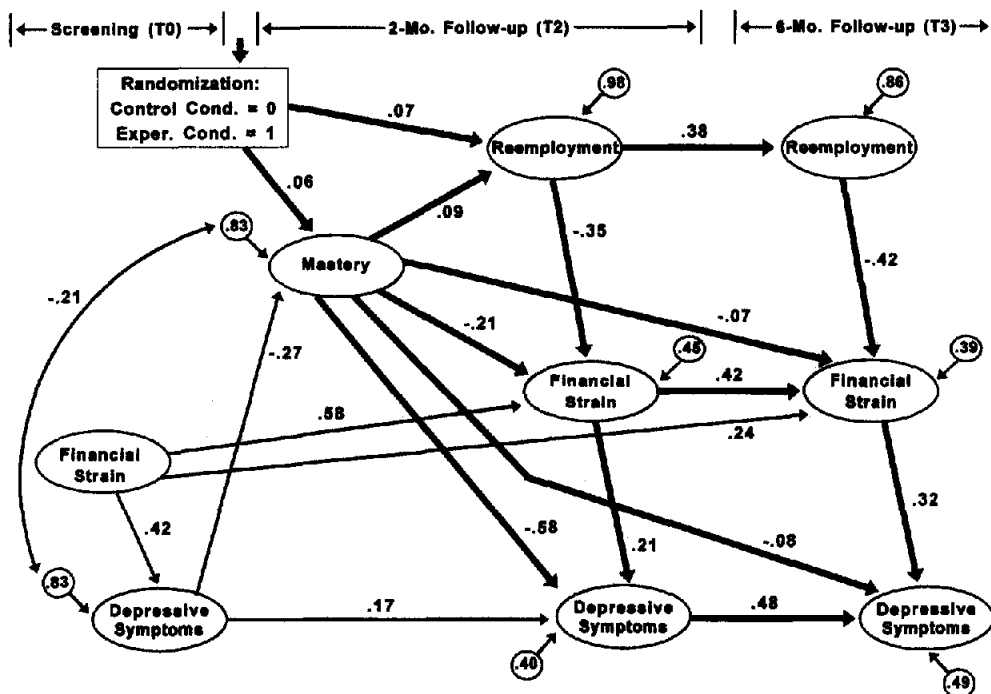 Screening (T0)
2-Mo. Follow-up (T2)
6-Mo. Follow-up (T3)
Randomization:
Control Cond. = 0
Exper. Cond. = 1
.98
.86
.07
Reemployment
.38
Reemployment
.06
.09
.83
Mastery
-.35
-.42
-.21
-.07
-.21
-.27
.45
.39
Financial
Strain
.42
Financial
Strain
.58
.24
Financial
Strain
.42
-.58
.21
-.08
.32
.83
Depressive
Symptoms
.17
Depressive
Symptoms
.48
Depressive
Symptoms
.40
.49